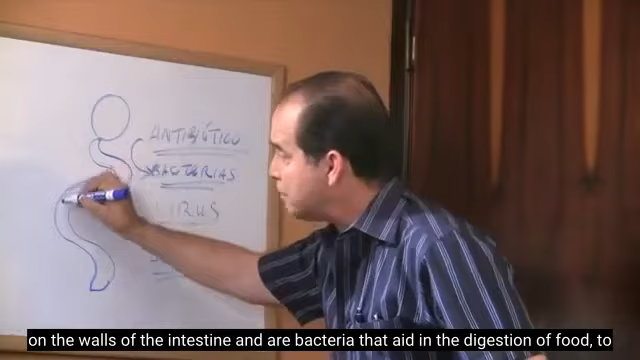 ANTIBIÓTICO
BACTERIAS
VIRUS
on the walls of the intestine and are bacteria that aid in the digestion of food, to